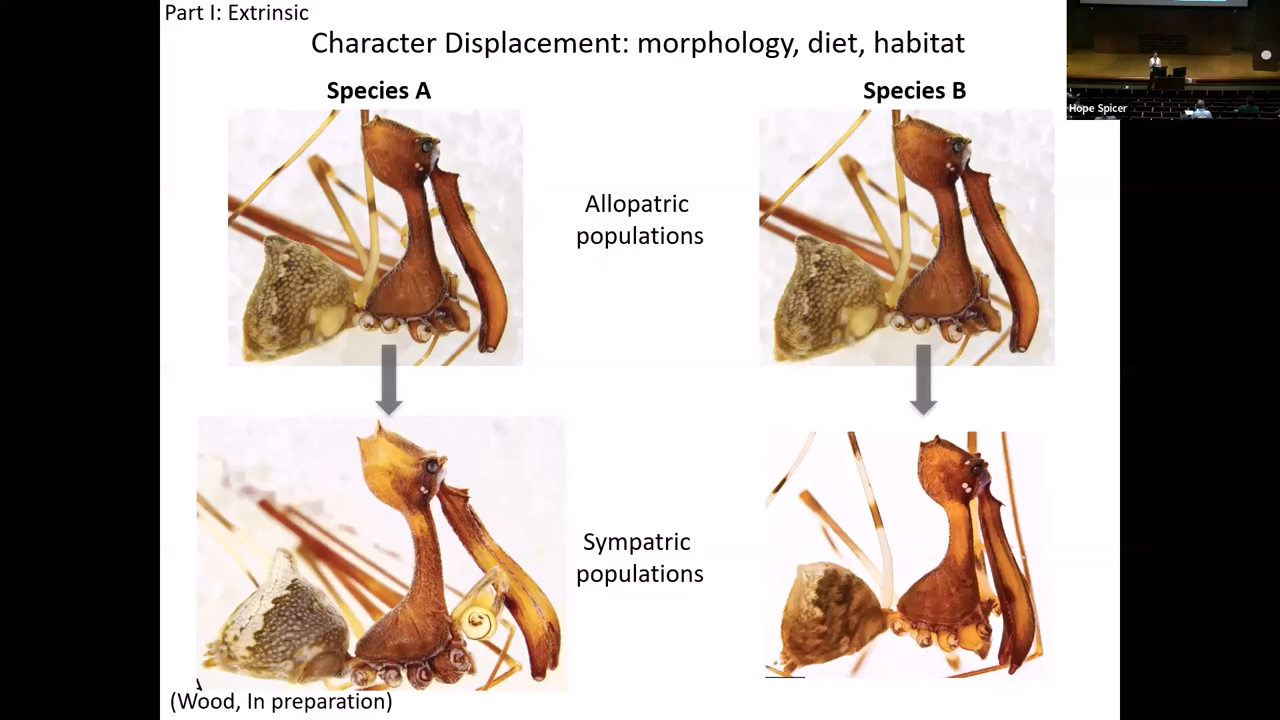 Part I: Extrinsic
Character Displacement: morphology, diet, habitat
Species A
Species B
Hope Spicer
Allopatric
populations
Sympatric
populations
(Wood, In preparation)